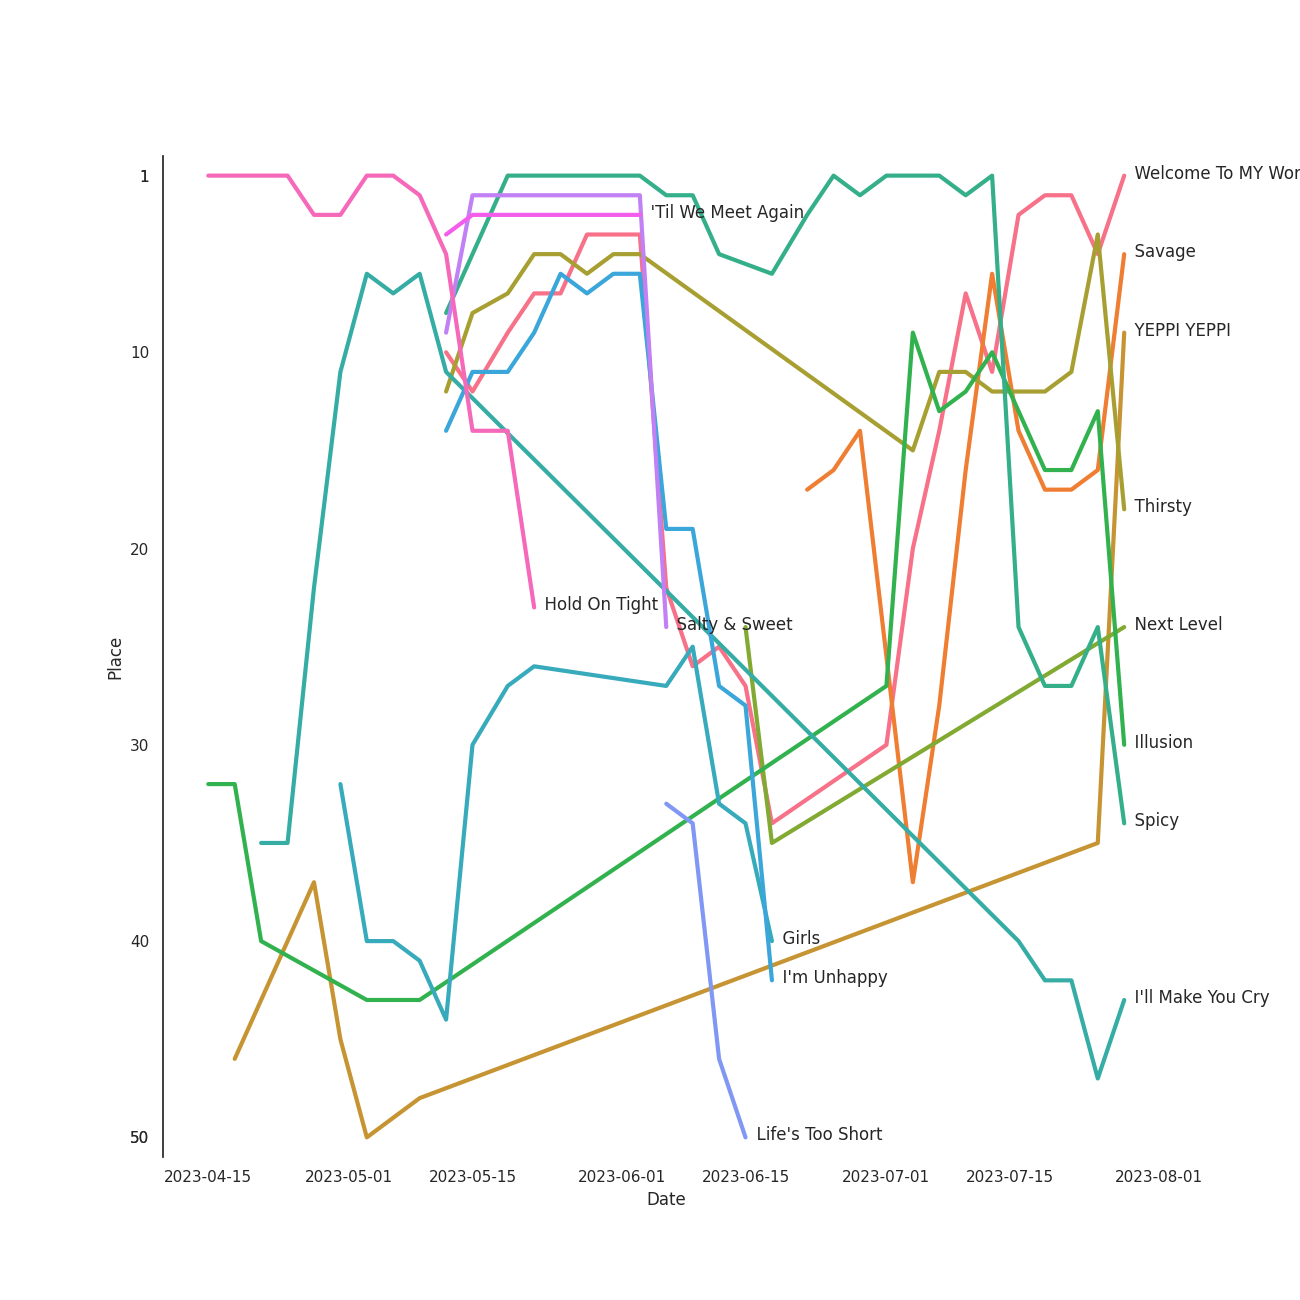 1
Welcome To MY Wor
'Til We Meet Again
Savage
YEPPI YEPPI
10
Thirsty
20
Hold On Tight
Salty & Sweet
Next Level
Place
30
Illusion
Spicy
40
Girls
I'm Unhappy
I'll Make You Cry
50
Life's Too Short
2023-04-15 2023-05-01 2023-05-15 2023-06-01 2023-06-15 2023-07-01 2023-07-15 2023-08-01
Date